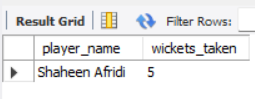 Result Grid Filter Rows:
player_name wickets_taken
Shaheen Afridi 5